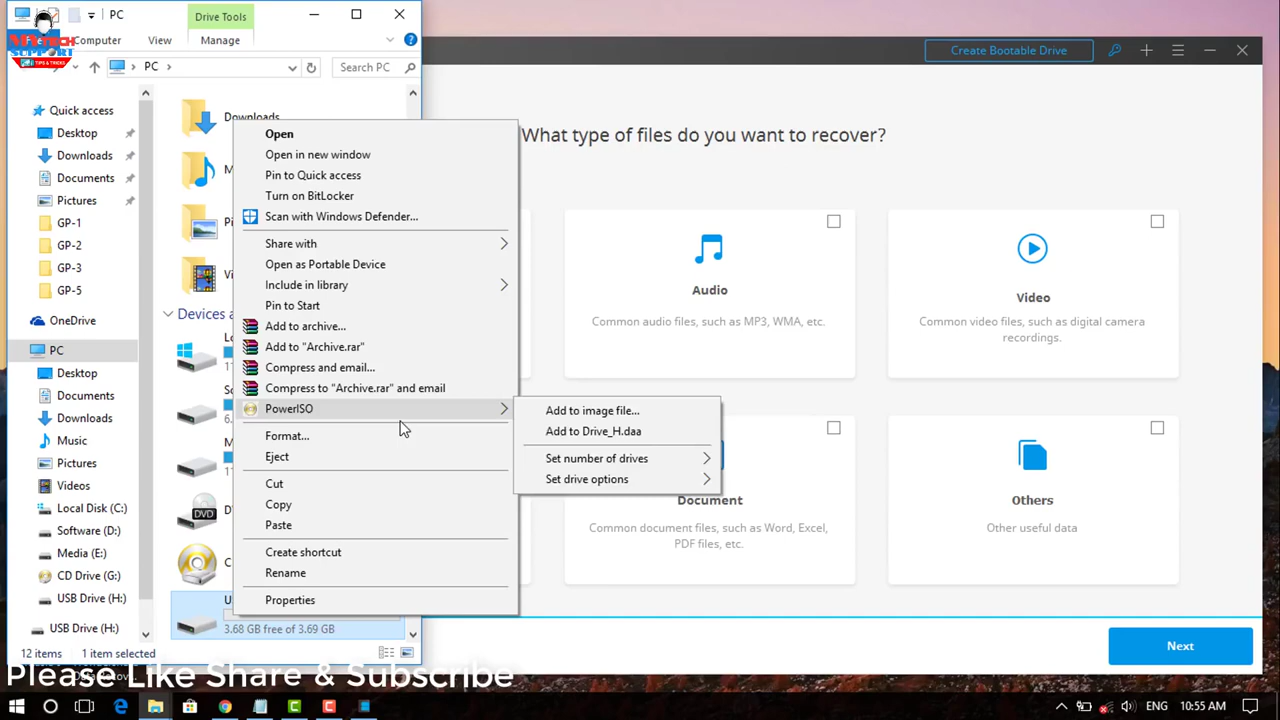 PC
Drive Tools
Computer
View
Manage
SUPPORT
TIPS & TRICKS
PC
Search PC
Create Bootable Drive
Quick access
Desktop
Downloads
Documents
Pictures
GP-1
GP-2
GP-3
GP-5
OneDrive
PC
Desktop
Documents
Downloads
Music
Pictures
Videos
Local Disk (C:)
Software (D:)
Media (E:)
CD Drive (G:)
USB Drive (H:)
USB Drive (H:)
Downloads
Devices a
DVD
3.68 GB free of 3.69 GB
12 items
1 item selected
Open
Open in new window
Pin to Quick access
Turn on BitLocker
Scan with Windows Defender...
Share with
Open as Portable Device
Include in library
Pin to Start
Add to archive...
Add to "Archive.rar"
Compress and email...
Compress to "Archive.rar" and email
PowerISO
Format...
Eject
Cut
Copy
Paste
Create shortcut
Rename
Properties
Add to image file...
Add to Drive_H.daa
Set number of drives
Set drive options
What type of files do you want to recover?
Audio
Common audio files, such as MP3, WMA, etc.
Video
Common video files, such as digital camera
recordings.
Document
Common document files, such as Word, Excel,
PDF files, etc.
Others
Other useful data
Next
Please Like Share & Subscribe
ENG
10:55 AM